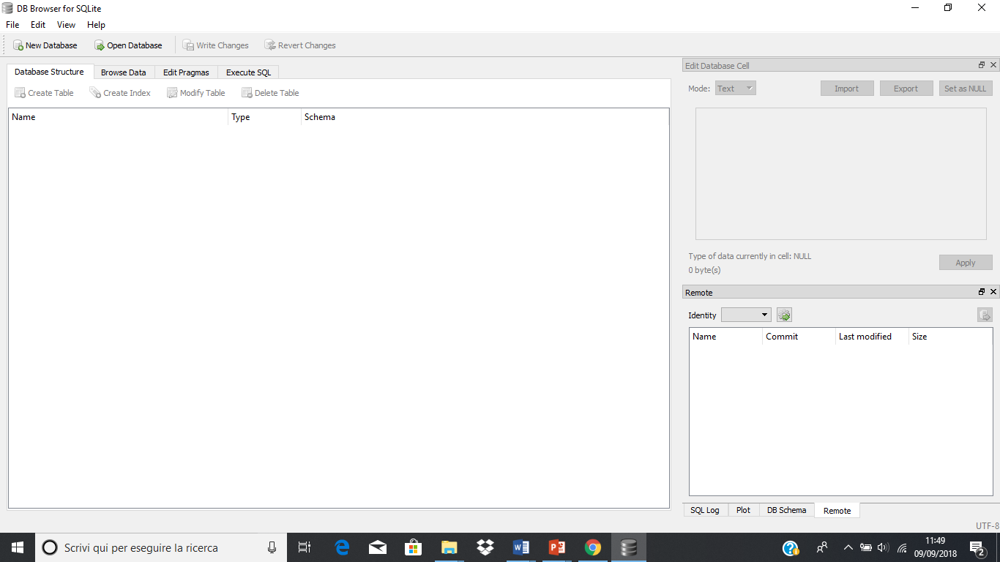 DB Browser for SQLite
File Edit View Help
New Database Open Database Write Changes Revert Changes
Database Structure Browse Data Edit Pragmas Execute SQL
Create Table Create Index Modify Table Delete Table
Name Type Schema
Edit Database Cell
Mode: Text Import Export Set as NULL
Type of data currently in cell: NULL
0 byte(s)
Apply
Remote
Identity
Name Commit Last modified Size
SQL Log Plot DB Schema Remote
UTF-8
Scrivi qui per eseguire la ricerca
11:49
09/09/2018
2